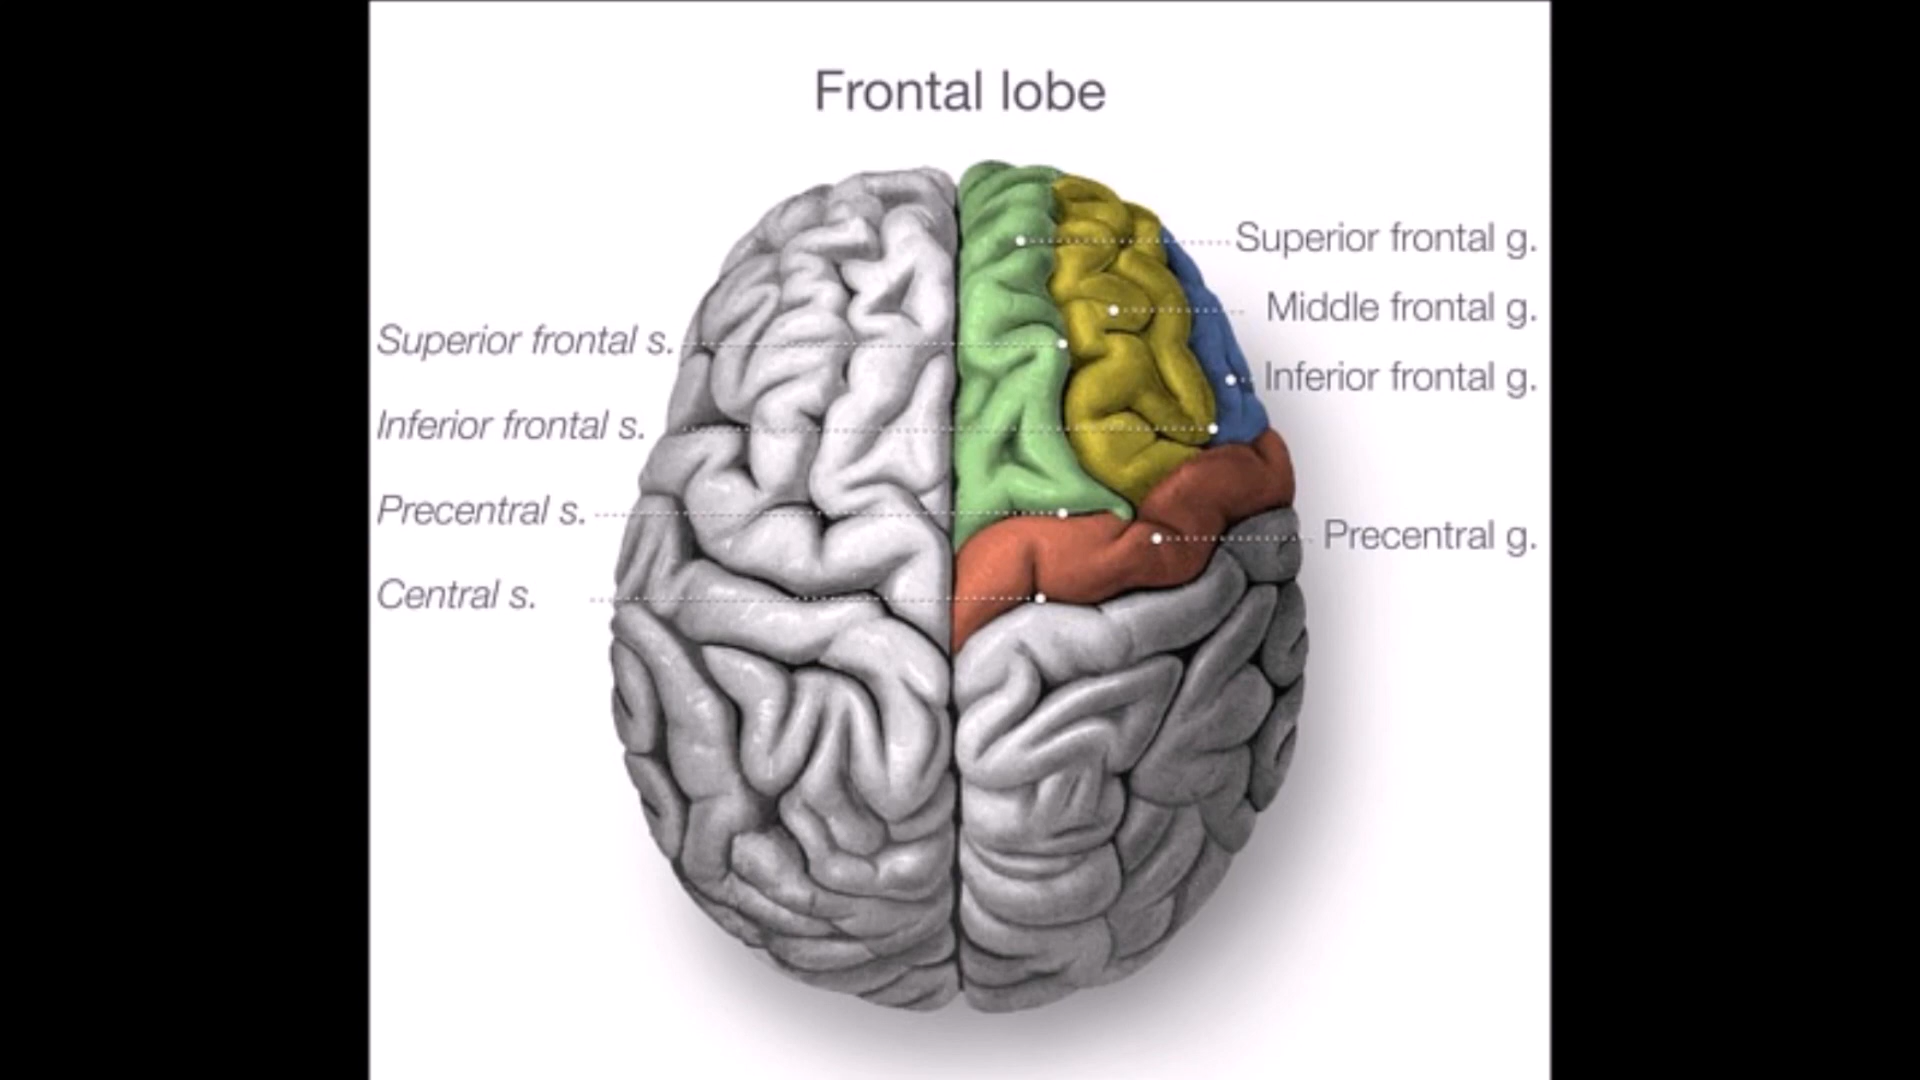 Frontal lobe
Superior frontal g.
Middle frontal g.
Superior frontal s.
Inferior frontal g.
Inferior frontal s.
Precentral s.
Precentral g.
Central s.